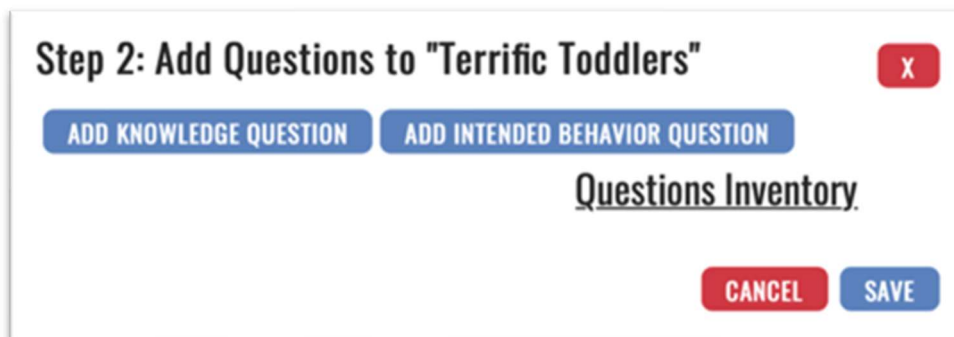 Step 2: Add Questions to "Terrific Toddlers"
X
ADD KNOWLEDGE QUESTION
ADD INTENDED BEHAVIOR QUESTION
Questions Inventory
CANCEL
SAVE